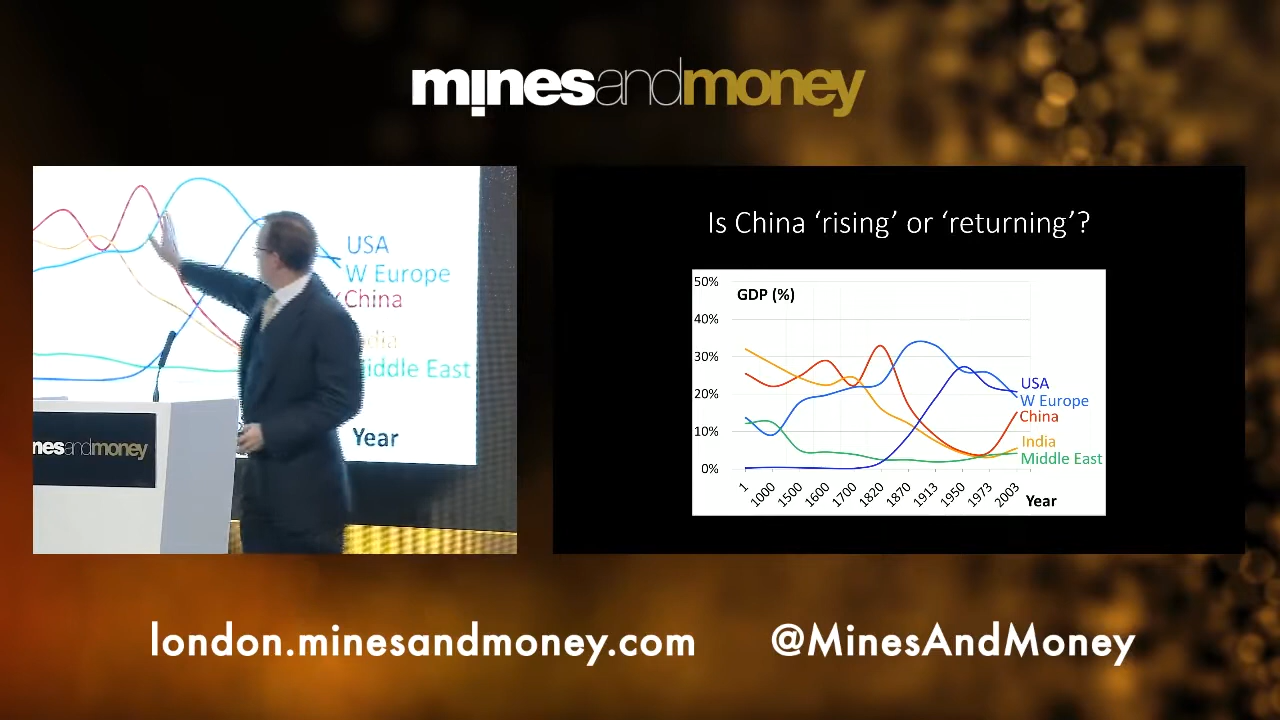 minesandmoney
USA
W Europe
China
Middle East
Year
minesandmoney
Is China ‘rising’ or ‘returning’?
50%
GDP (%)
40%
30%
20%
10%
0%
USA
W Europe
China
India
Middle East
1
1000
1500
1600
1700
1820
1870
1913
1950
1973
2003
Year
london.minesandmoney.com
@MinesAndMoney